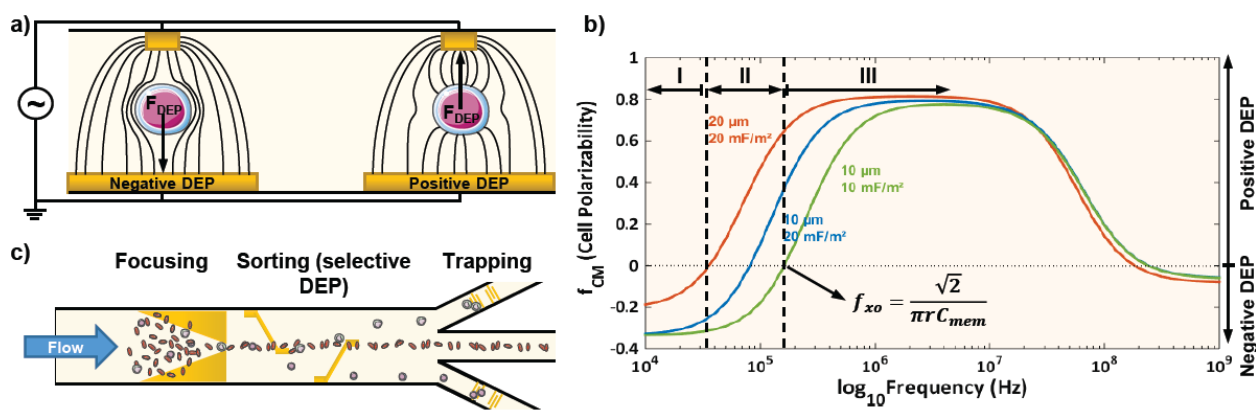 a)
F_DEP
F_DEP
Negative DEP
Positive DEP
b)
f_CM (Cell Polarizability)
1
0.8
0.6
0.4
0.2
0
-0.2
-0.4
I
II
III
20 µm
20 mF/m²
10 µm
10 mF/m²
10 µm
20 mF/m²
f_xo = √2 / πrC_mem
10^4
10^5
10^6
10^7
10^8
10^9
log_10Frequency (Hz)
Positive DEP
Negative DEP
c)
Focusing
Sorting (selective
DEP)
Trapping
Flow